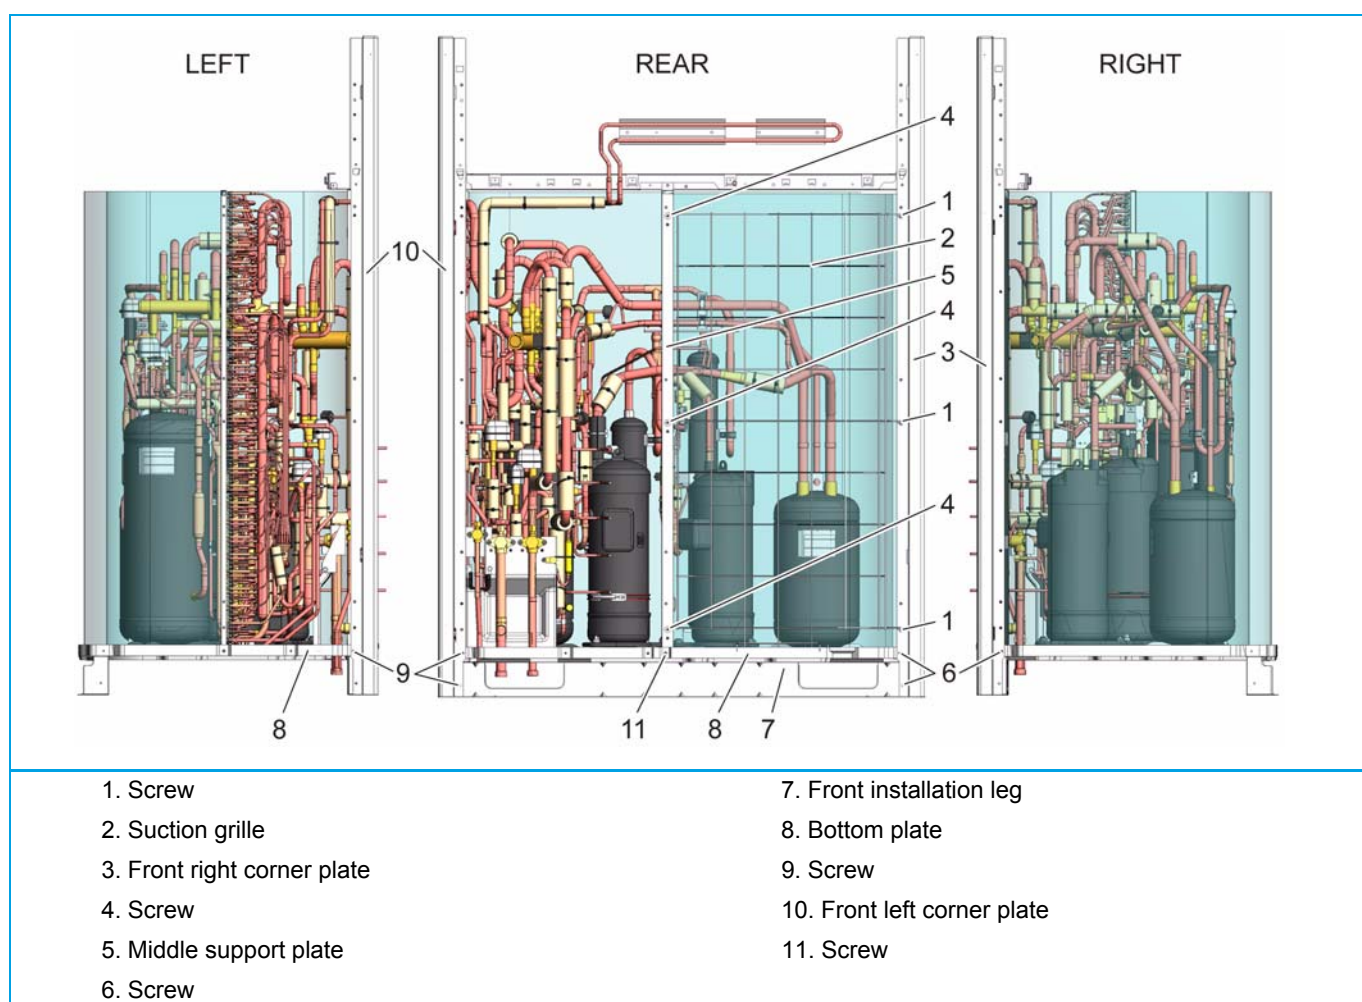 LEFT
REAR
RIGHT
4
1
10
2
5
4
3
1
4
1
9
6
8
11
8
7
1. Screw
2. Suction grille
3. Front right corner plate
4. Screw
5. Middle support plate
6. Screw
7. Front installation leg
8. Bottom plate
9. Screw
10. Front left corner plate
11. Screw